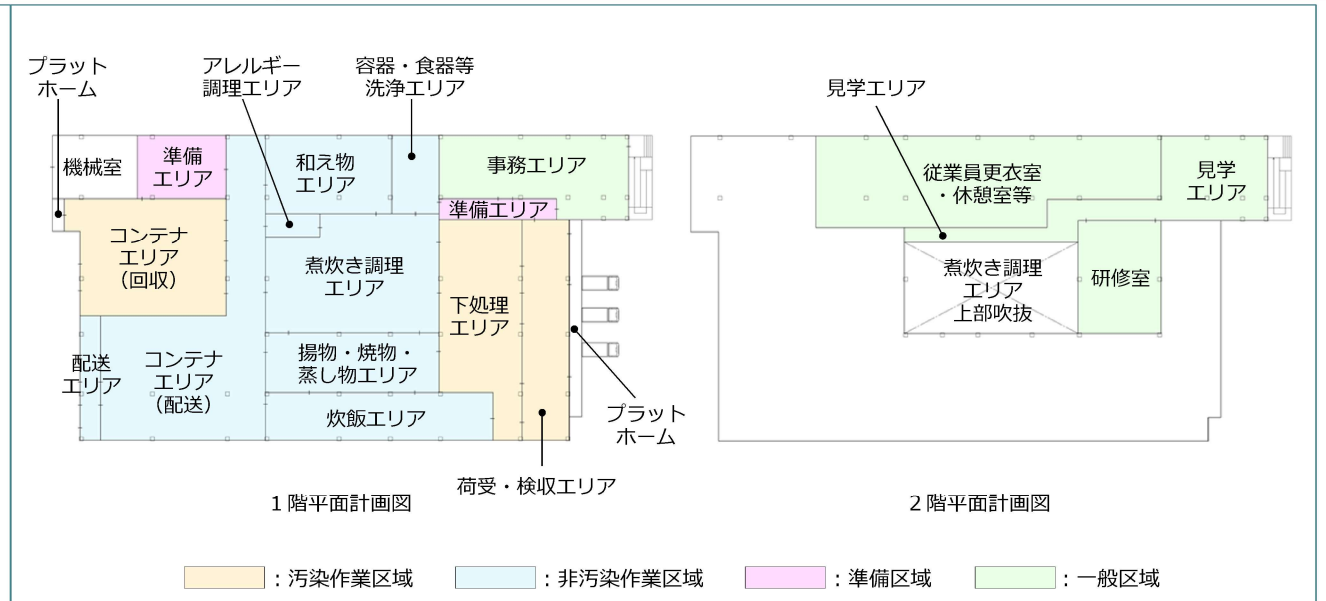 プラット
ホーム
アレルギー
調理エリア
容器・食器等
洗浄エリア
機械室
準備
エリア
和え物
エリア
事務エリア
準備エリア
コンテナ
エリア
（回収）
煮炊き調理
エリア
下処理
エリア
配送
エリア
コンテナ
エリア
（配送）
揚物・焼物・
蒸し物エリア
炊飯エリア
プラット
ホーム
荷受・検収エリア
1階平面計画図
見学エリア
従業員更衣室
・休憩室等
見学
エリア
煮炊き調理
エリア
上部吹抜
研修室
2階平面計画図
：汚染作業区域
：非汚染作業区域
：準備区域
：一般区域